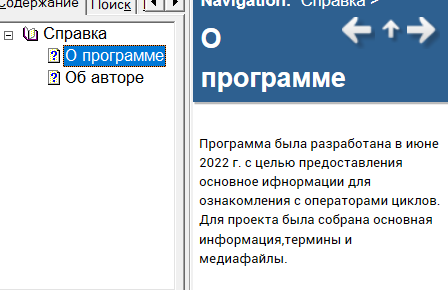 Содержание Поиск
Справка
О программе
Об авторе
Navigation: Справка >
О
программе
Программа была разработана в июне
2022 г. с целью предоставления
основное ифнормации для
ознакомления с операторами циклов.
Для проекта была собрана основная
информация,термины и
медиафайлы.